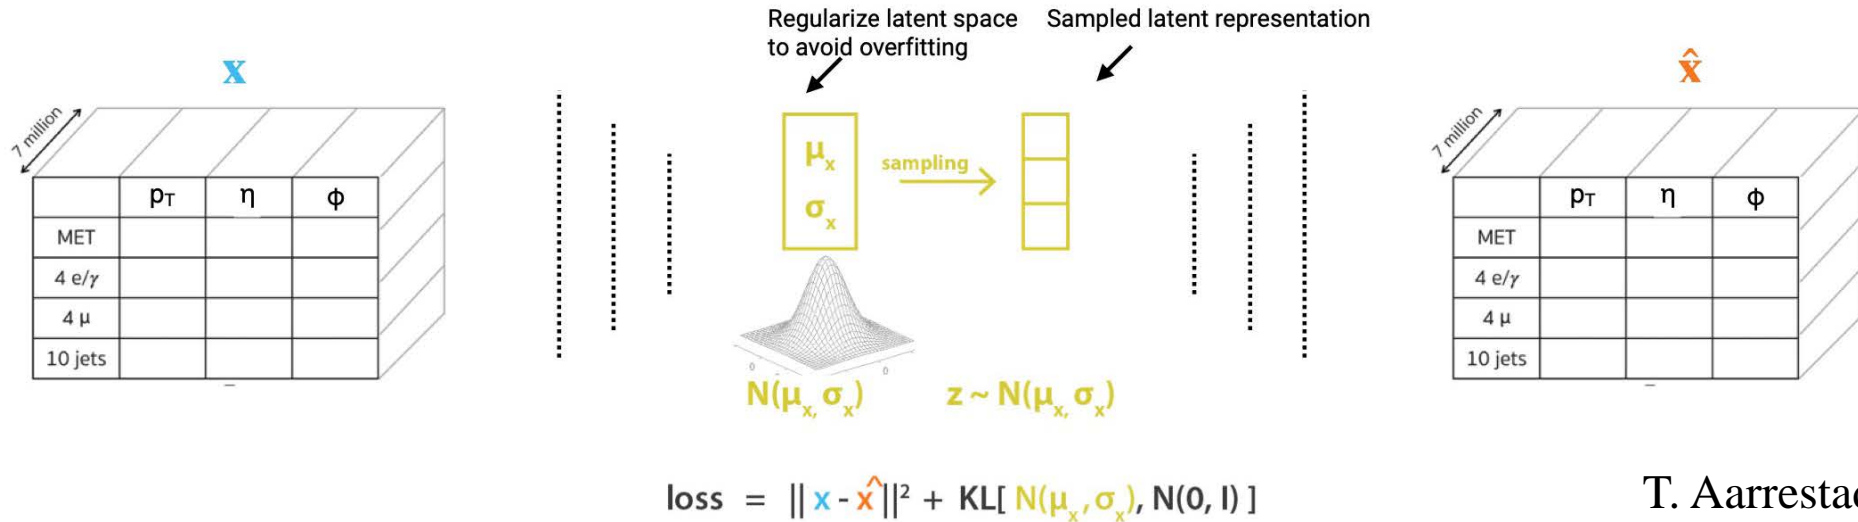 Regularize latent space
to avoid overfitting
Sampled latent representation
x
x̂
7 million
pT η ϕ
MET
4 e/γ
4 μ
10 jets
μx
σx
sampling
0
0
N(μx, σx)
z ~ N(μx, σx)
7 million
pT η ϕ
MET
4 e/γ
4 μ
10 jets
loss = || x - x̂ ||² + KL[ N(μx, σx), N(0, I) ]
T. Aarrestad